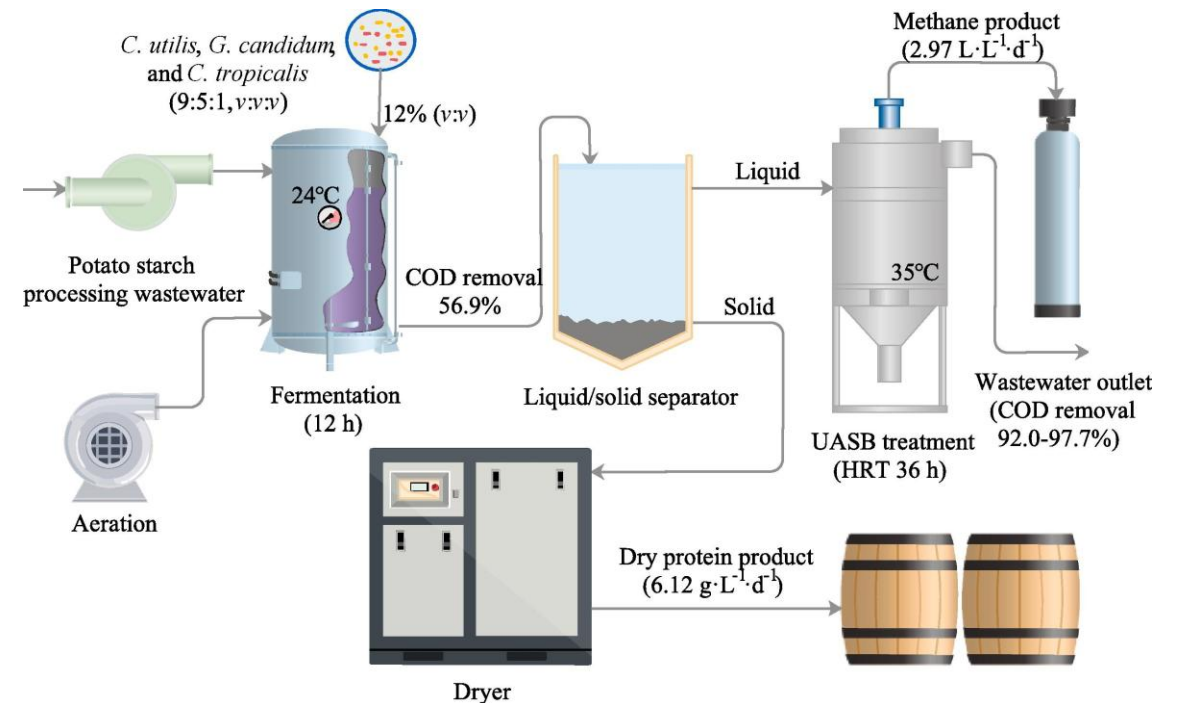 C. utilis, G. candidum,
and C. tropicalis
(9:5:1, v:v:v)
12% (v:v)
Methane product
(2.97 L·L⁻¹·d⁻¹)
24℃
Liquid
Potato starch
processing wastewater
COD removal
56.9%
35℃
Solid
Fermentation
(12 h)
Liquid/solid separator
Wastewater outlet
(COD removal
92.0-97.7%)
UASB treatment
(HRT 36 h)
Aeration
Dry protein product
(6.12 g·L⁻¹·d⁻¹)
Dryer